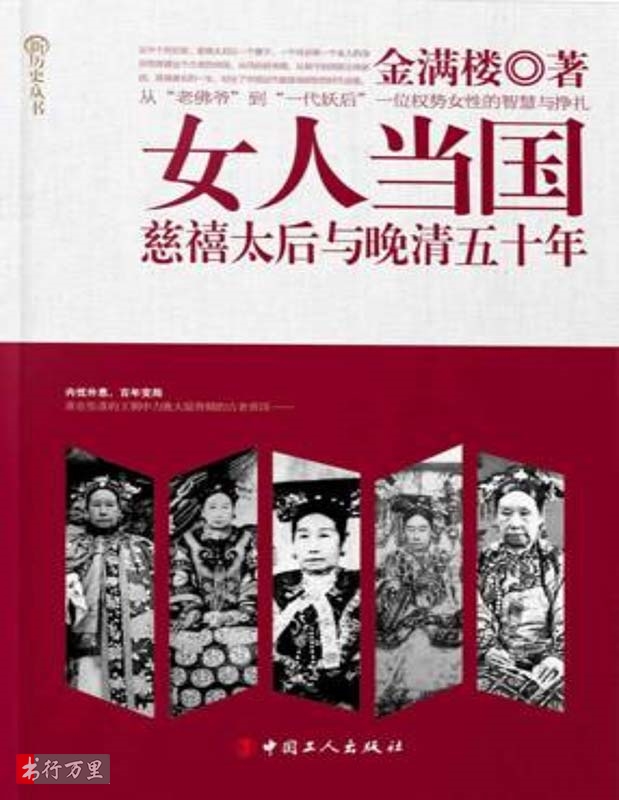 新历史丛书
金满楼◎著
从“老佛爷”到“一代妖后”一位权势女性的智慧与挣扎
女人当国
慈禧太后与晚清五十年
内忧外患，百年变局
中国工人出版社
书行万里